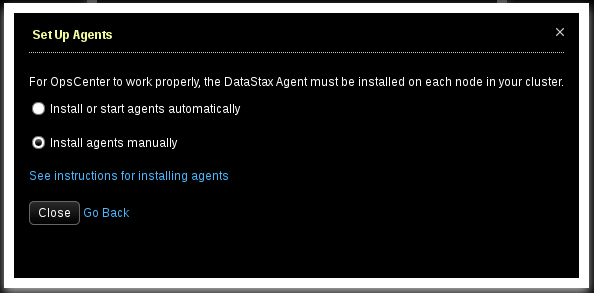 Set Up Agents
For OpsCenter to work properly, the DataStax Agent must be installed on each node in your cluster.
Install or start agents automatically
Install agents manually
See instructions for installing agents
Close Go Back